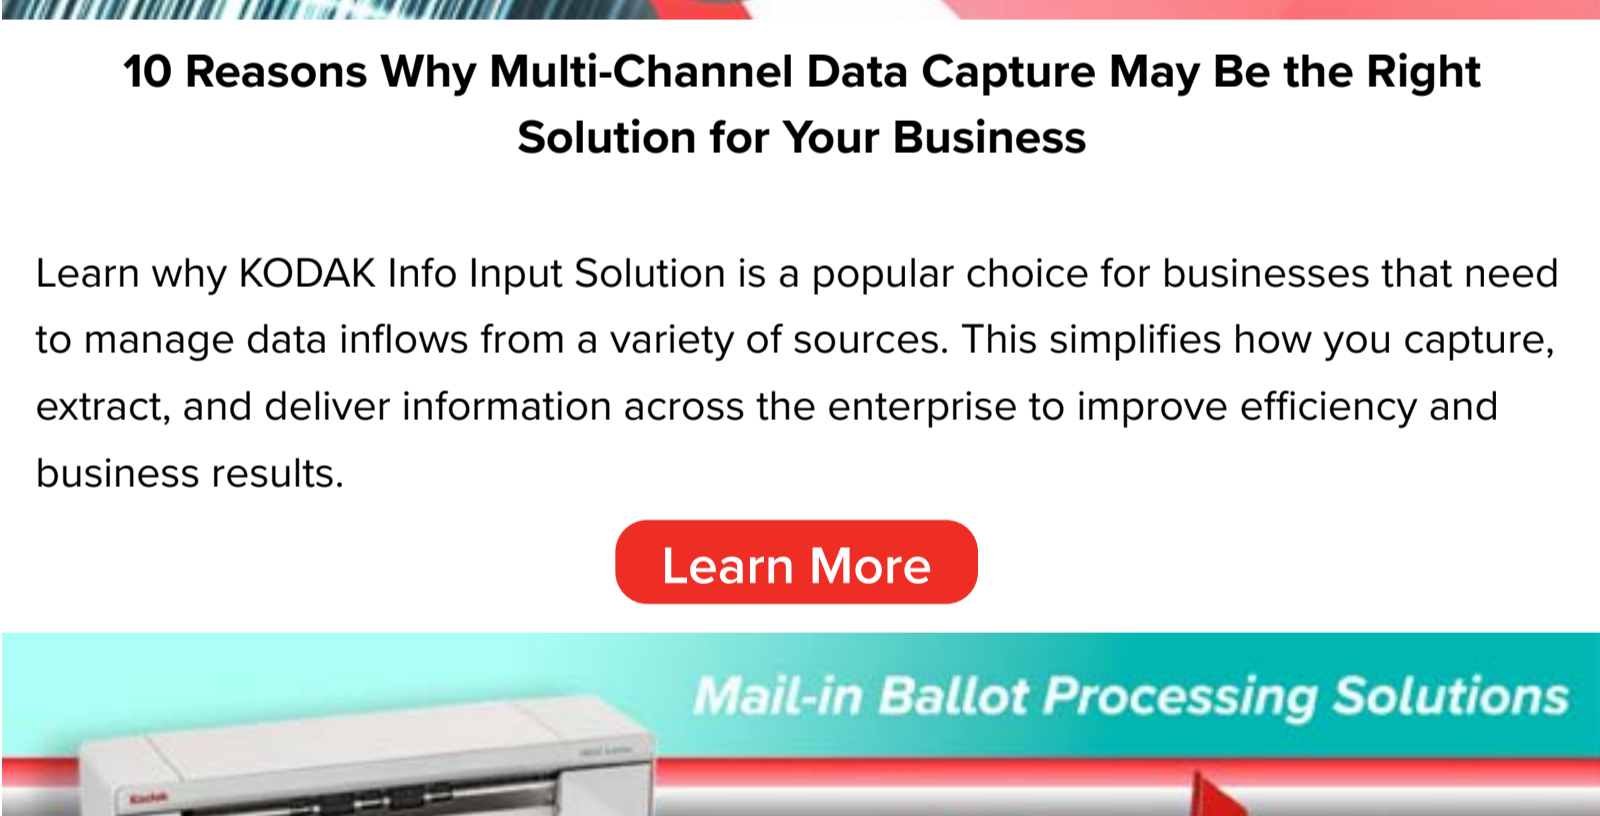 10 Reasons Why Multi-Channel Data Capture May Be the Right
Solution for Your Business
Learn why KODAK Info Input Solution is a popular choice for businesses that need
to manage data inflows from a variety of sources. This simplifies how you capture,
extract, and deliver information across the enterprise to improve efficiency and
business results.
Learn More
Mail-in Ballot Processing Solutions
Kodak